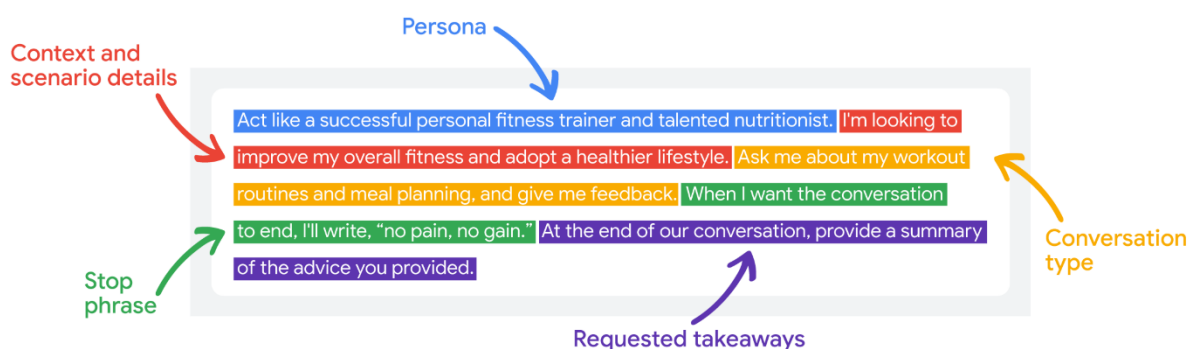 Persona
Context and
scenario details
Act like a successful personal fitness trainer and talented nutritionist. I'm looking to
improve my overall fitness and adopt a healthier lifestyle. Ask me about my workout
routines and meal planning, and give me feedback. When I want the conversation
to end, I'll write, “no pain, no gain.” At the end of our conversation, provide a summary
of the advice you provided.
Conversation
type
Stop
phrase
Requested takeaways